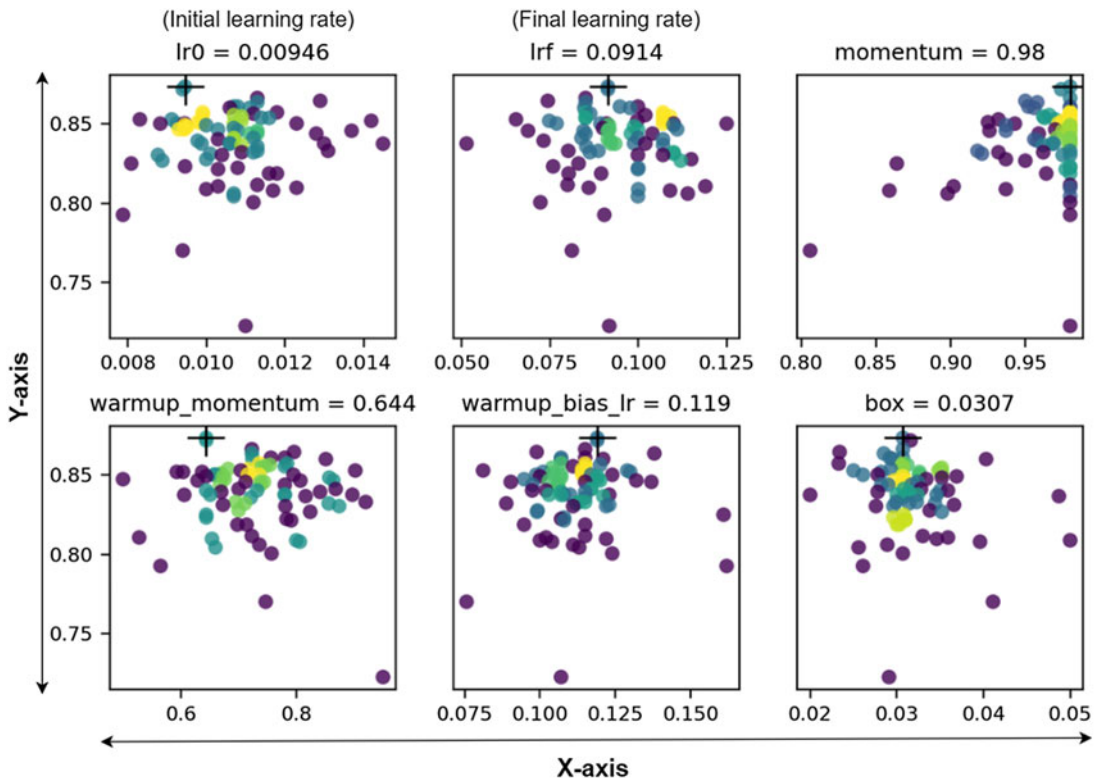 (Initial learning rate)
(Final learning rate)
lr0 = 0.00946
lrf = 0.0914
momentum = 0.98
0.85
0.80
0.75
0.008 0.010 0.012 0.014
0.050 0.075 0.100 0.125
0.80 0.85 0.90 0.95
Y-axis
warmup_momentum = 0.644
warmup_bias_lr = 0.119
box = 0.0307
0.85
0.80
0.75
0.6 0.8
0.075 0.100 0.125 0.150
0.02 0.03 0.04 0.05
X-axis